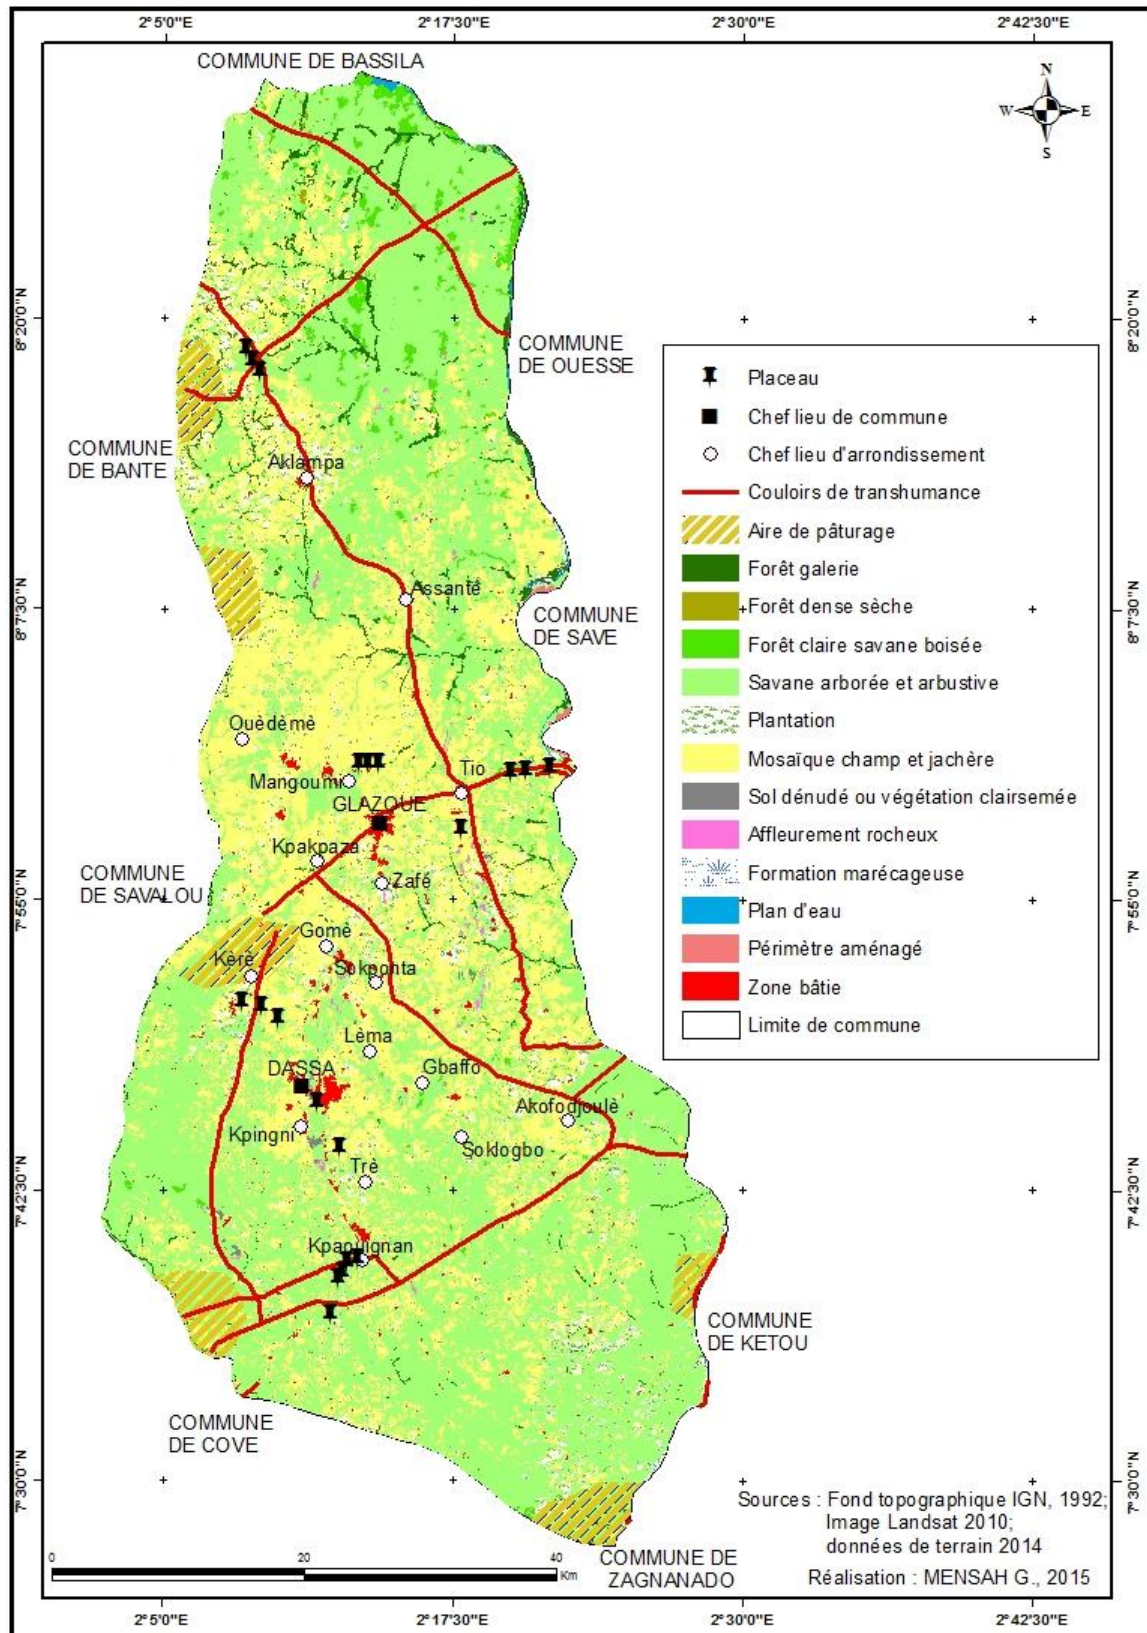 2°5'0"E
2°17'30"E
2°30'0"E
2°42'30"E
COMMUNE DE BASSILA
N
W
E
S
8°20'0"N
8°20'0"N
COMMUNE
DE OUESSE
COMMUNE
DE BANTE
Aklampa
Assantê
8°7'30"N
8°7'30"N
COMMUNE
DE SAVE
Ouèdèmè
Mangoumi
Tio
GLAZOUE
Kpakpaza
Zafé
COMMUNE
DE SAVALOU
7°55'0"N
7°55'0"N
Gomè
Kèrè
Sokponta
Lèma
DASSA
Gbaffo
Akofodjoulè
Kpingni
Soklogbo
Trè
7°42'30"N
7°42'30"N
Kpaouignan
COMMUNE
DE KETOU
COMMUNE
DE COVE
7°30'0"N
7°30'0"N
COMMUNE DE
ZAGNANADO
Placeau
Chef lieu de commune
Chef lieu d'arrondissement
Couloirs de transhumance
Aire de pâturage
Forêt galerie
Forêt dense sèche
Forêt claire savane boisée
Savane arborée et arbustive
Plantation
Mosaïque champ et jachère
Sol dénudé ou végétation clairsemée
Affleurement rocheux
Formation marécageuse
Plan d'eau
Périmètre aménagé
Zone bâtie
Limite de commune
Sources : Fond topographique IGN, 1992;
Image Landsat 2010;
données de terrain 2014
Réalisation : MENSAH G., 2015
0
20
40
Km
2°5'0"E
2°17'30"E
2°30'0"E
2°42'30"E